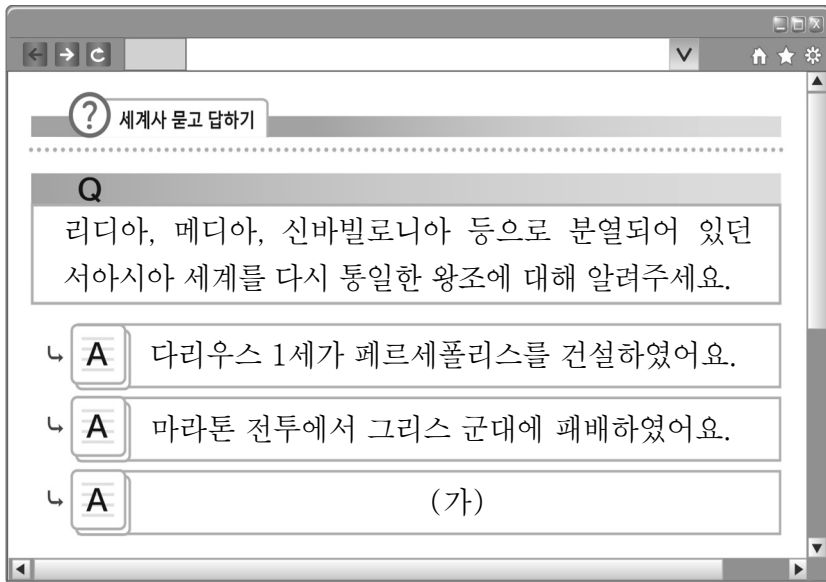 ? 세계사 묻고 답하기
Q
리디아, 메디아, 신바빌로니아 등으로 분열되어 있던
서아시아 세계를 다시 통일한 왕조에 대해 알려주세요.
A 다리우스 1세가 페르세폴리스를 건설하였어요.
A 마라톤 전투에서 그리스 군대에 패배하였어요.
A (가)